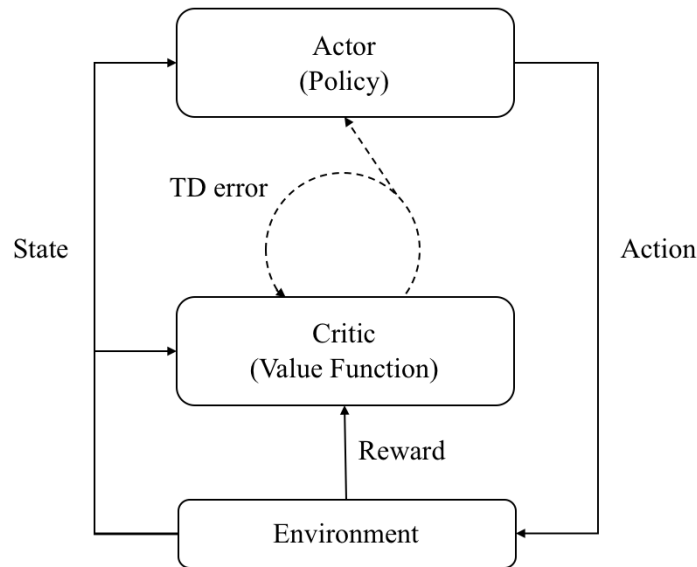 Actor
(Policy)
TD error
State
Action
Critic
(Value Function)
Reward
Environment